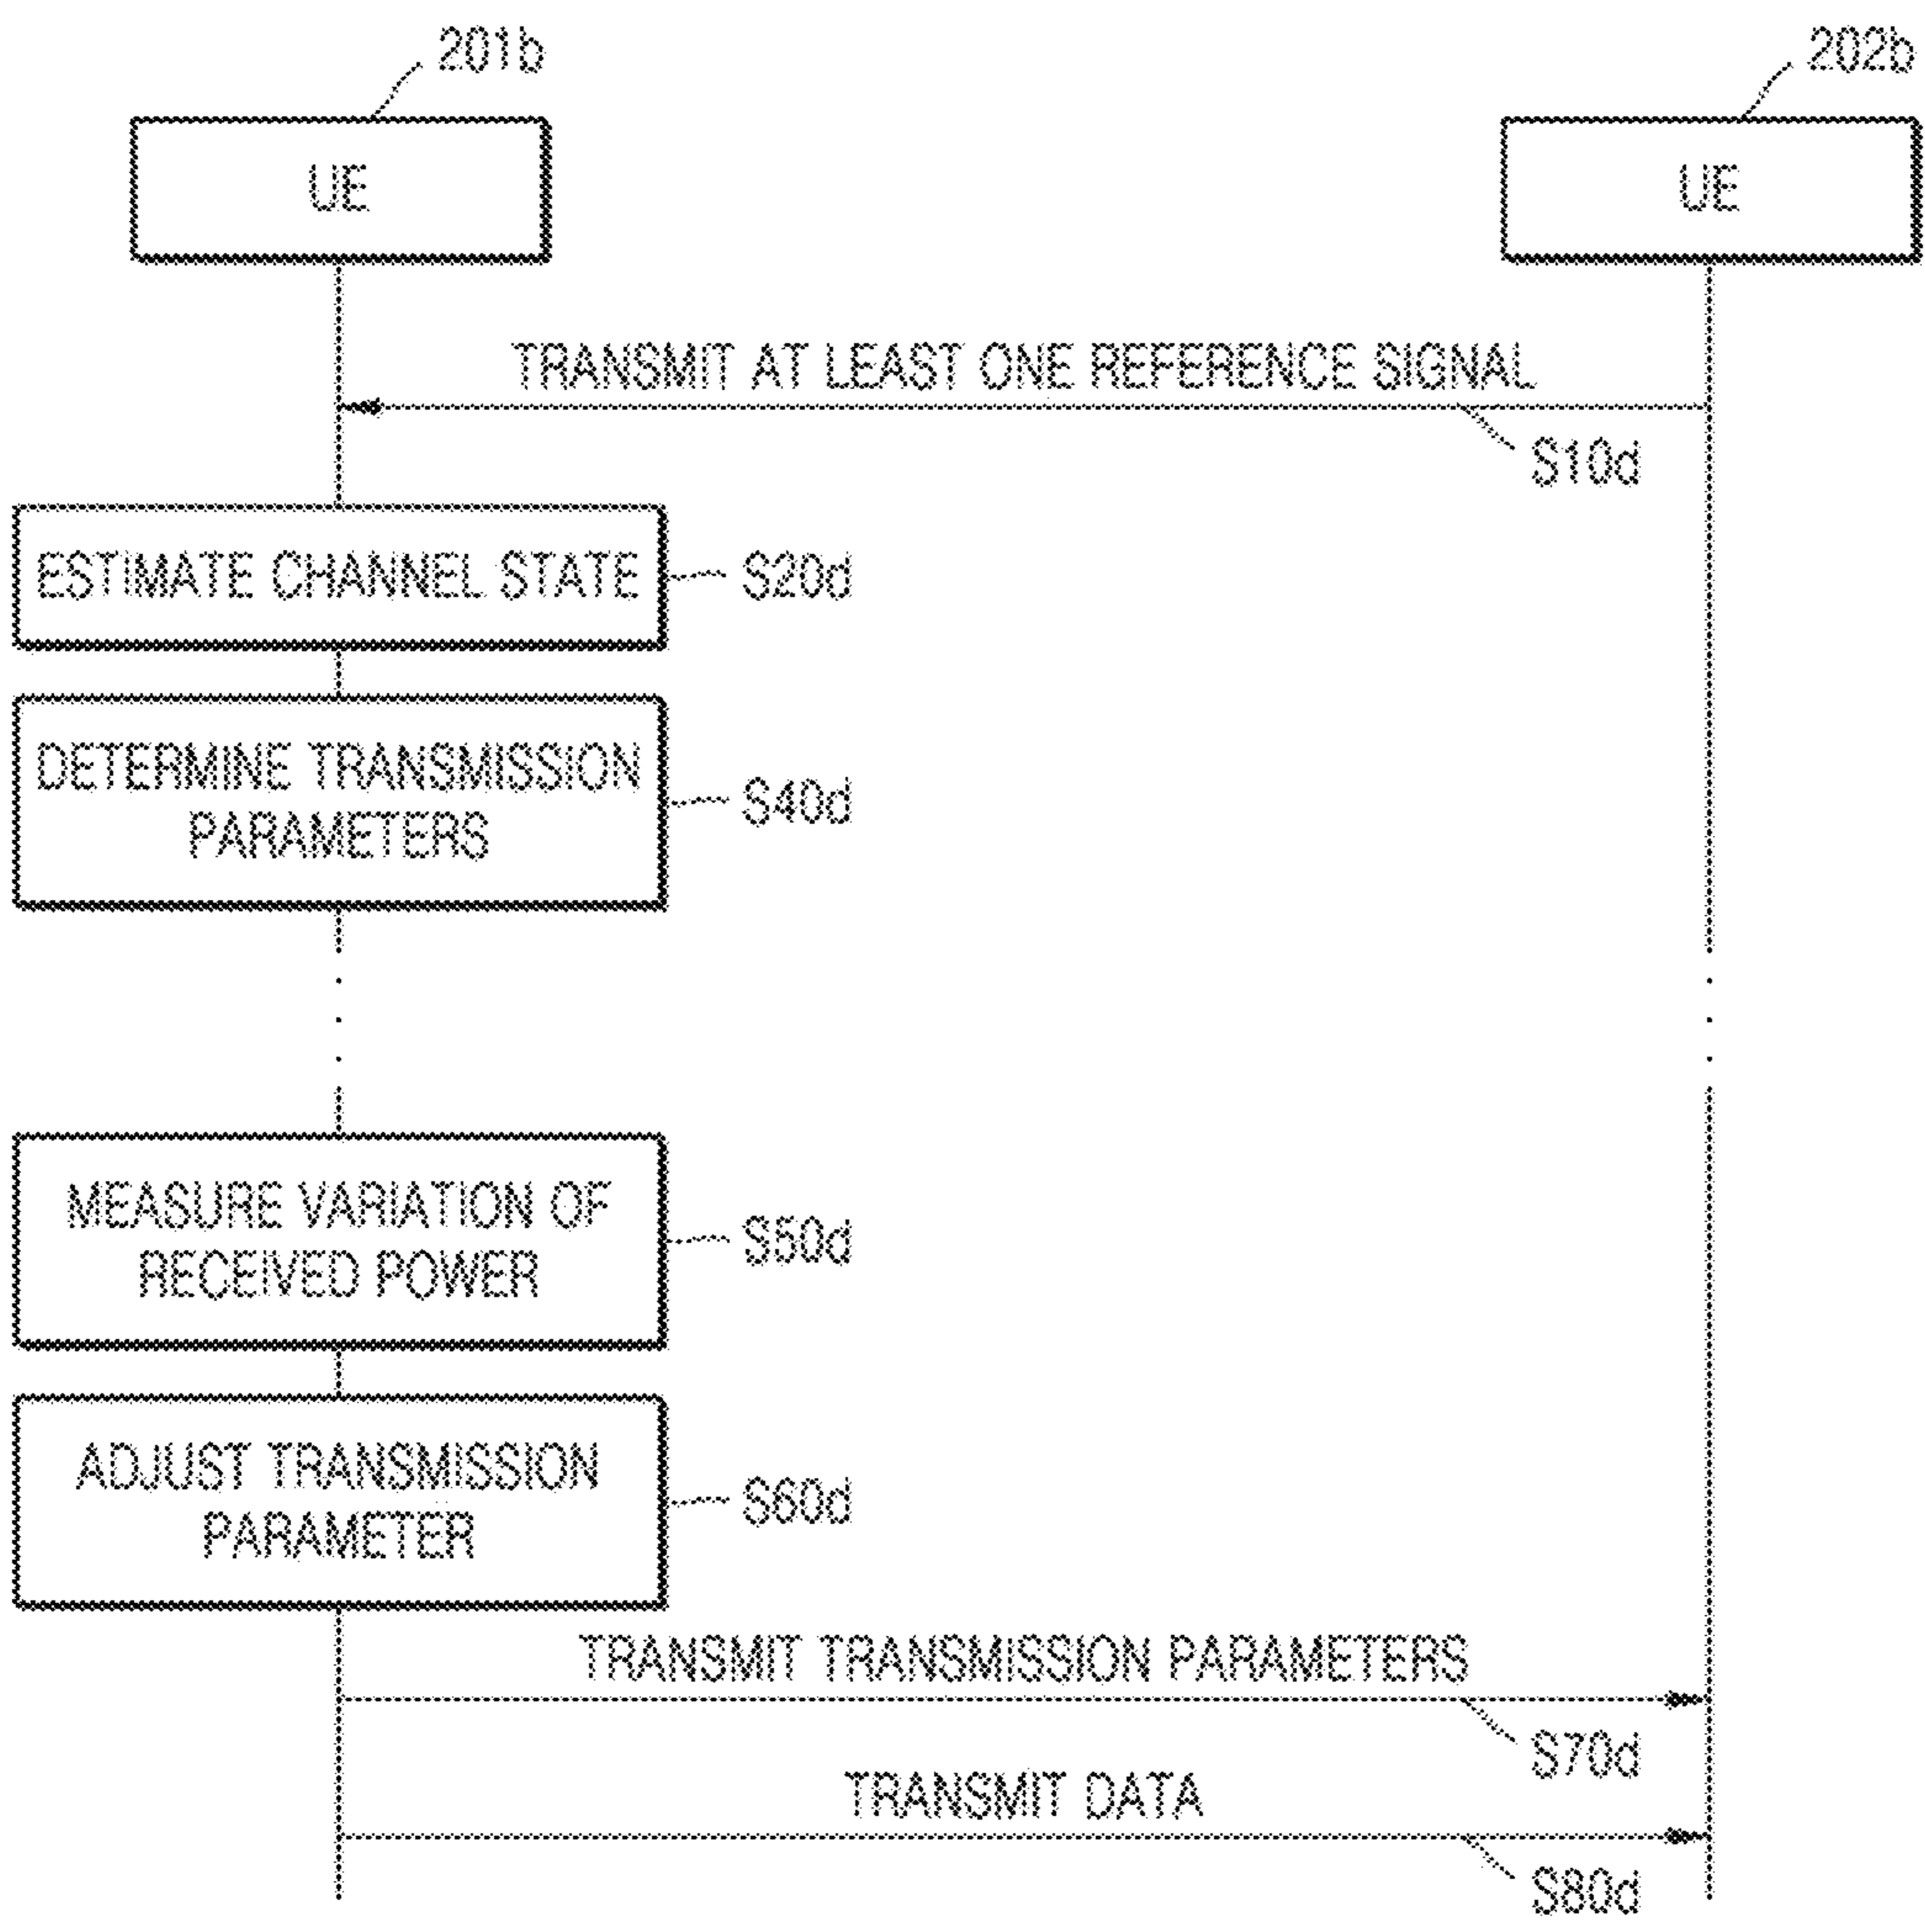 201b
202b
UE
UE
TRANSMIT AT LEAST ONE REFERENCE SIGNAL
S10d
ESTIMATE CHANNEL STATE
S20d
DETERMINE TRANSMISSION
PARAMETERS
S40d
MEASURE VARIATION OF
RECEIVED POWER
S50d
ADJUST TRANSMISSION
PARAMETER
S60d
TRANSMIT TRANSMISSION PARAMETERS
S70d
TRANSMIT DATA
S80d